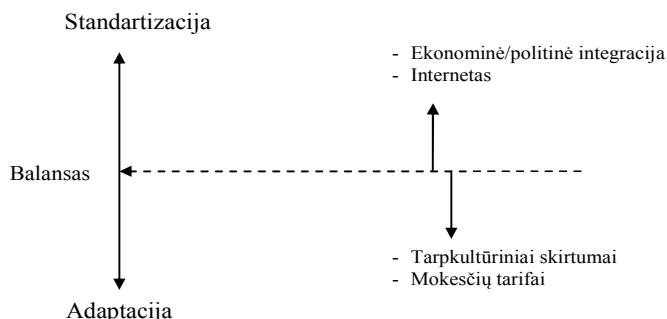 Standartizacija
- Ekonominė/politinė integracija
- Internetas
Balansas
- Tarpkultūriniai skirtumai
- Mokesčių tarifai
Adaptacija